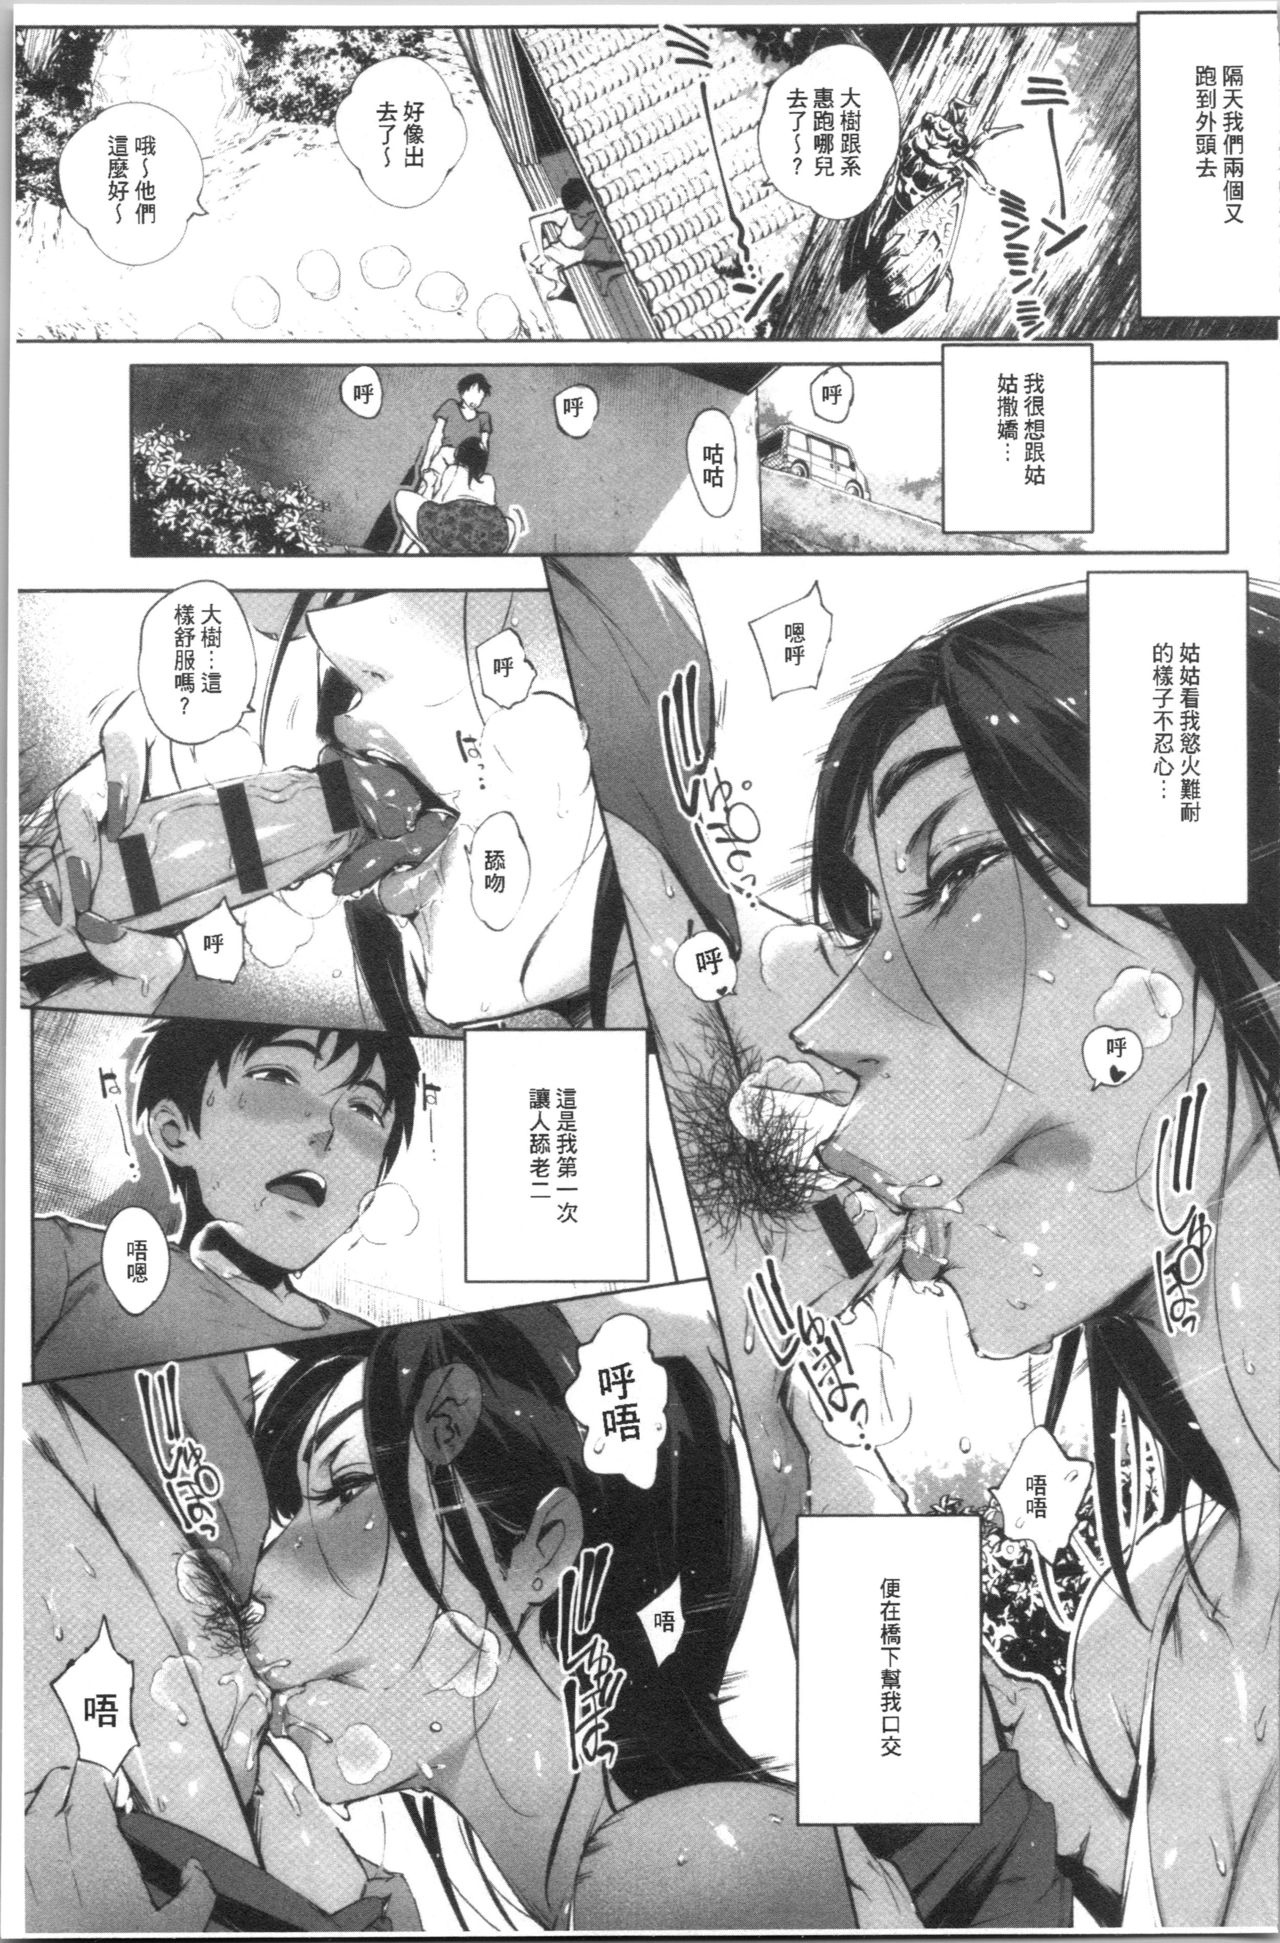 隔天我們兩個又
跑到外頭去
大樹跟系
惠跑哪兒
去了～？
好像出
去了～
哦～他們
這麼好～
我很想跟姑
姑撒嬌…
呼
咕咕
呼
呼
姑姑看我慾火難耐
的樣子不忍心…
嗯呼
呼
呼
唔唔
便在橋下幫我口交
大樹…這
樣舒服嗎？
呼
舔吻
呼
這是我第一次
讓人舔老二
唔嗯
呼唔
唔
唔